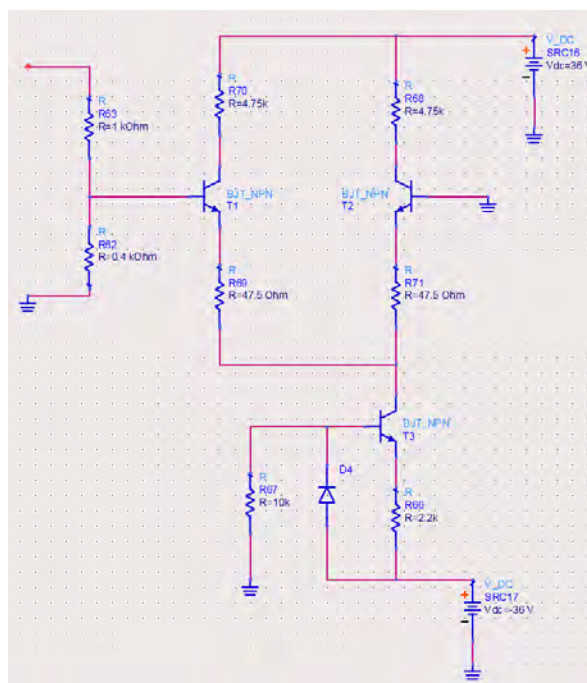 V_DC
SRC16
Vdc=36 V
R
R70
R=4.75k
R
R68
R=4.75k
R
R63
R=1 kOhm
BJT_NPN
T1
BJT_NPN
T2
R
R62
R=0.4 kOhm
R
R69
R=47.5 Ohm
R
R71
R=47.5 Ohm
BJT_NPN
T3
D4
R
R67
R=10k
R
R66
R=2.2k
V_DC
SRC17
Vdc=-36 V